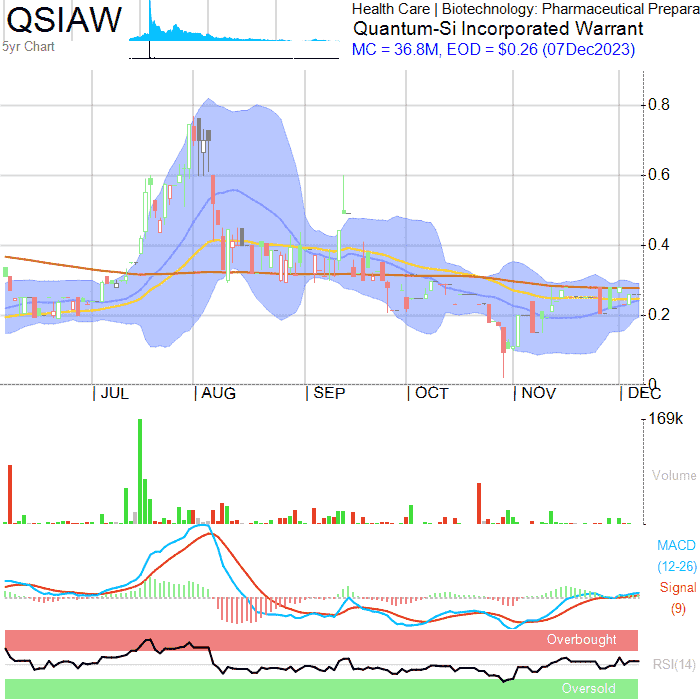 QSIAW
5yr Chart
Health Care | Biotechnology: Pharmaceutical Prepara
Quantum-Si Incorporated Warrant
MC = 36.8M, EOD = $0.26 (07Dec2023)
0.8
0.6
0.4
0.2
0
JUL
AUG
SEP
OCT
NOV
DEC
169k
Volume
MACD
(12-26)
Signal
(9)
Overbought
RSI(14)
Oversold